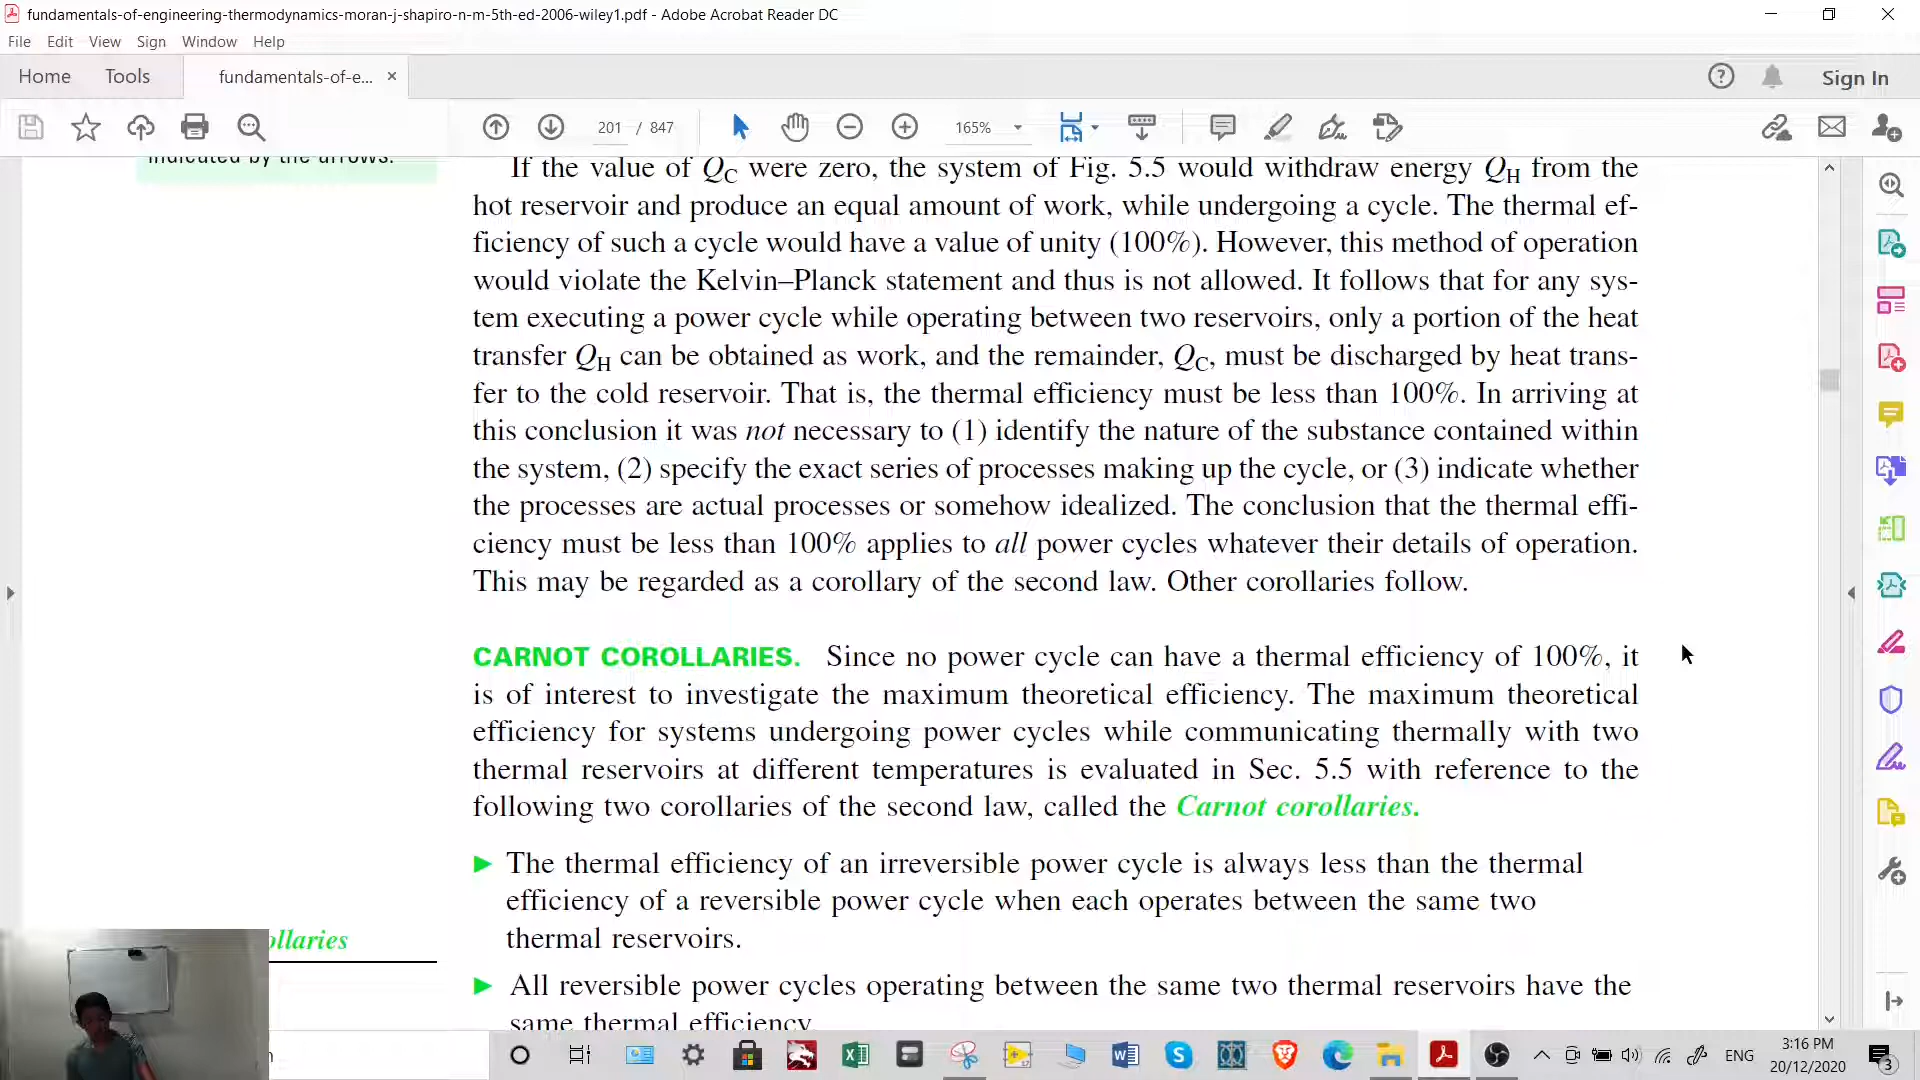 fundamentals-of-engineering-thermodynamics-moran-j-shapiro-n-m-5th-ed-2006-wiley1.pdf - Adobe Acrobat Reader DC
File Edit View Sign Window Help
Home Tools fundamentals-of-e... × Sign In
201 / 847 165%
indicated by the arrows.
If the value of QC were zero, the system of Fig. 5.5 would withdraw energy QH from the
hot reservoir and produce an equal amount of work, while undergoing a cycle. The thermal ef-
ficiency of such a cycle would have a value of unity (100%). However, this method of operation
would violate the Kelvin–Planck statement and thus is not allowed. It follows that for any sys-
tem executing a power cycle while operating between two reservoirs, only a portion of the heat
transfer QH can be obtained as work, and the remainder, QC, must be discharged by heat trans-
fer to the cold reservoir. That is, the thermal efficiency must be less than 100%. In arriving at
this conclusion it was not necessary to (1) identify the nature of the substance contained within
the system, (2) specify the exact series of processes making up the cycle, or (3) indicate whether
the processes are actual processes or somehow idealized. The conclusion that the thermal effi-
ciency must be less than 100% applies to all power cycles whatever their details of operation.
This may be regarded as a corollary of the second law. Other corollaries follow.
CARNOT COROLLARIES. Since no power cycle can have a thermal efficiency of 100%, it
is of interest to investigate the maximum theoretical efficiency. The maximum theoretical
efficiency for systems undergoing power cycles while communicating thermally with two
thermal reservoirs at different temperatures is evaluated in Sec. 5.5 with reference to the
following two corollaries of the second law, called the Carnot corollaries.
► The thermal efficiency of an irreversible power cycle is always less than the thermal
efficiency of a reversible power cycle when each operates between the same two
thermal reservoirs.
ollaries
► All reversible power cycles operating between the same two thermal reservoirs have the
same thermal efficiency.
ENG
3:16 PM
20/12/2020
3